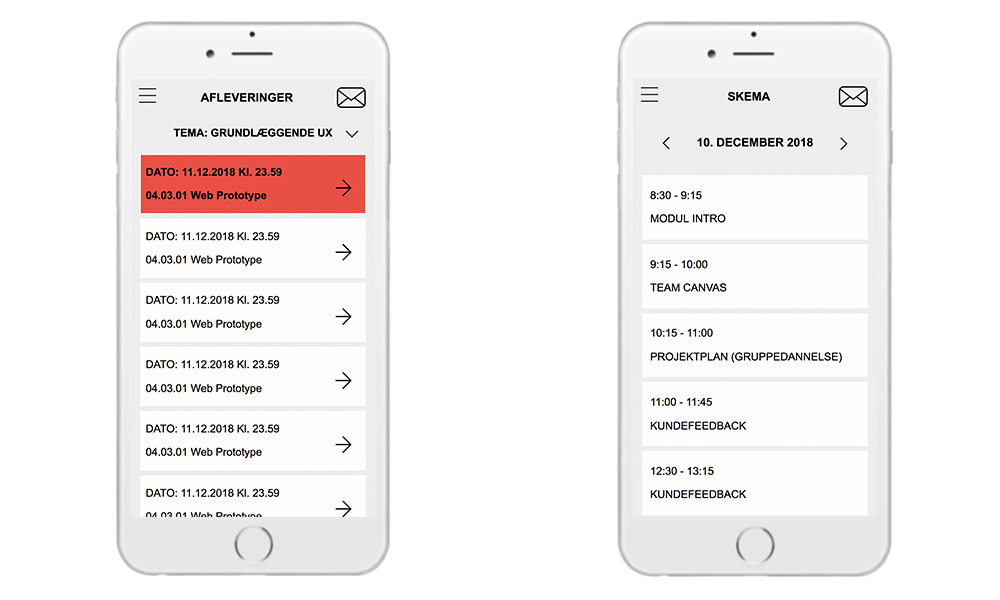 AFLEVERINGER
TEMA: GRUNDLÆGGENDE UX
DATO: 11.12.2018 Kl. 23.59
04.03.01 Web Prototype
DATO: 11.12.2018 Kl. 23.59
04.03.01 Web Prototype
DATO: 11.12.2018 Kl. 23.59
04.03.01 Web Prototype
DATO: 11.12.2018 Kl. 23.59
04.03.01 Web Prototype
DATO: 11.12.2018 Kl. 23.59
04.03.01 Web Prototype
DATO: 11.12.2018 Kl. 23.59
04.03.01 Web Prototype
SKEMA
10. DECEMBER 2018
8:30 - 9:15
MODUL INTRO
9:15 - 10:00
TEAM CANVAS
10:15 - 11:00
PROJEKTPLAN (GRUPPEDANNELSE)
11:00 - 11:45
KUNDEFEEDBACK
12:30 - 13:15
KUNDEFEEDBACK